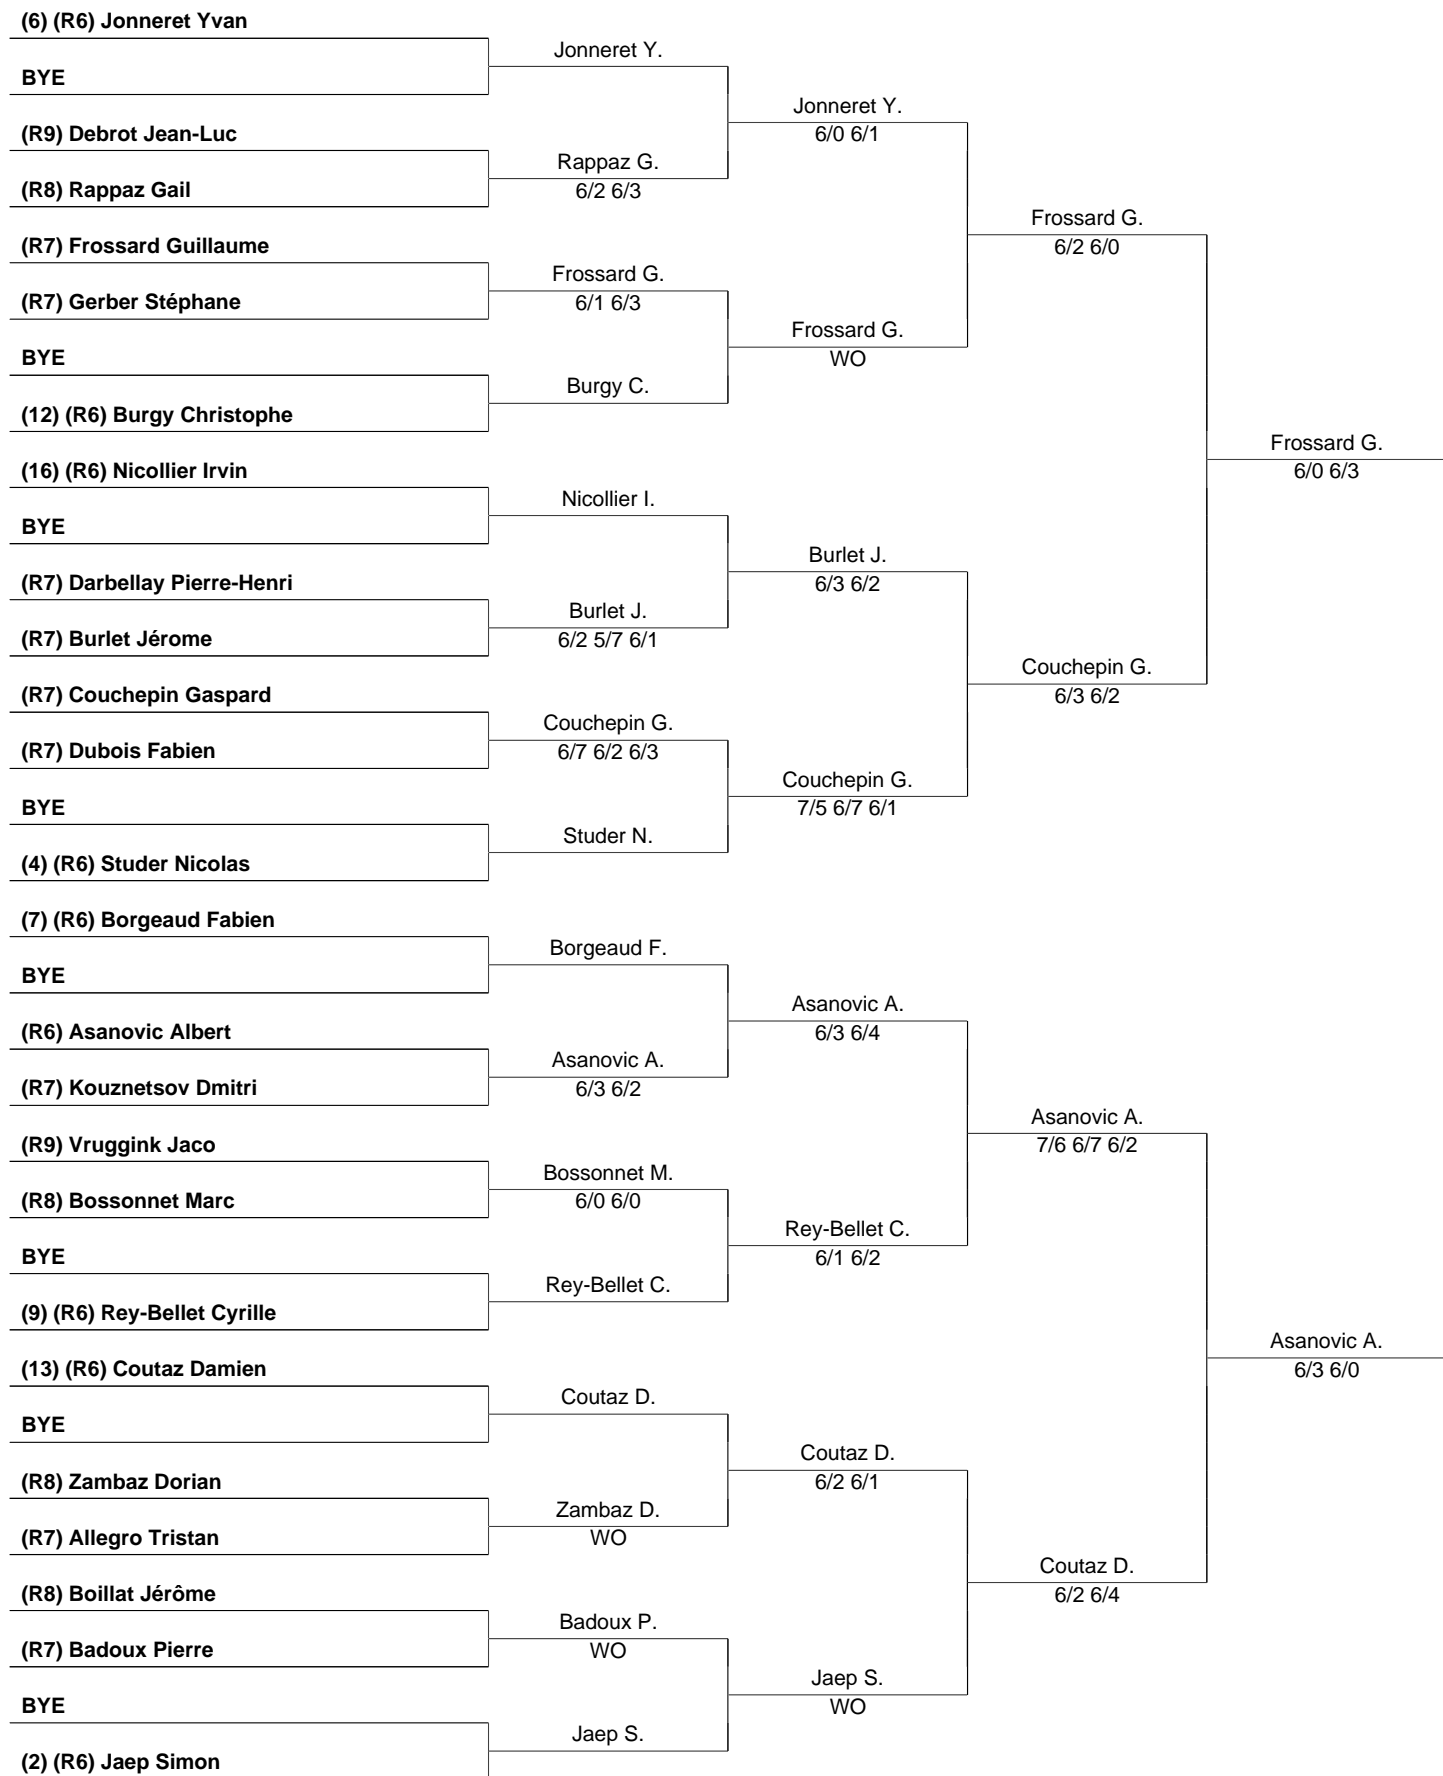 (6) (R6) Jonneret Yvan
Jonneret Y.
BYE
Jonneret Y.
6/0 6/1
(R9) Debrot Jean-Luc
Rappaz G.
6/2 6/3
(R8) Rappaz Gail
Frossard G.
6/2 6/0
(R7) Frossard Guillaume
Frossard G.
6/1 6/3
(R7) Gerber Stéphane
Frossard G.
WO
BYE
Burgy C.
(12) (R6) Burgy Christophe
Frossard G.
6/0 6/3
(16) (R6) Nicollier Irvin
Nicollier I.
BYE
Burlet J.
6/3 6/2
(R7) Darbellay Pierre-Henri
Burlet J.
6/2 5/7 6/1
(R7) Burlet Jérome
Couchepin G.
6/3 6/2
(R7) Couchepin Gaspard
Couchepin G.
6/7 6/2 6/3
(R7) Dubois Fabien
Couchepin G.
7/5 6/7 6/1
BYE
Studer N.
(4) (R6) Studer Nicolas
(7) (R6) Borgeaud Fabien
Borgeaud F.
BYE
Asanovic A.
6/3 6/4
(R6) Asanovic Albert
Asanovic A.
6/3 6/2
(R7) Kouznetsov Dmitri
Asanovic A.
7/6 6/7 6/2
(R9) Vruggink Jaco
Bossonnet M.
6/0 6/0
(R8) Bossonnet Marc
Rey-Bellet C.
6/1 6/2
BYE
Rey-Bellet C.
(9) (R6) Rey-Bellet Cyrille
Asanovic A.
6/3 6/0
(13) (R6) Coutaz Damien
Coutaz D.
BYE
Coutaz D.
6/2 6/1
(R8) Zambaz Dorian
Zambaz D.
WO
(R7) Allegro Tristan
Coutaz D.
6/2 6/4
(R8) Boillat Jérôme
Badoux P.
WO
(R7) Badoux Pierre
Jaep S.
WO
BYE
Jaep S.
(2) (R6) Jaep Simon